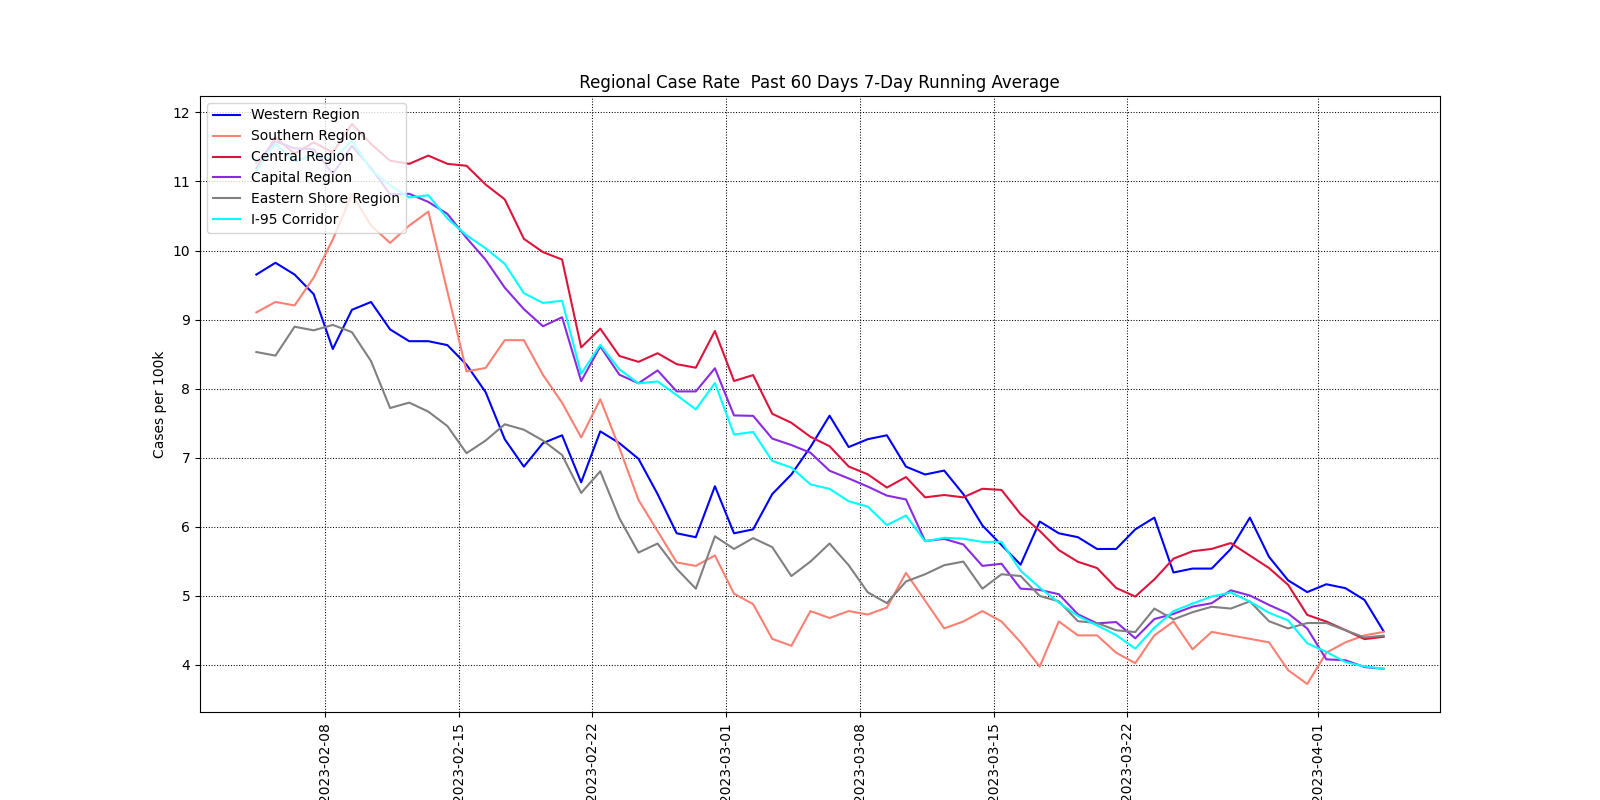 Regional Case Rate  Past 60 Days 7-Day Running Average
Western Region
Southern Region
Central Region
Capital Region
Eastern Shore Region
I-95 Corridor
Cases per 100k
12
11
10
9
8
7
6
5
4
2023-02-08
2023-02-15
2023-02-22
2023-03-01
2023-03-08
2023-03-15
2023-03-22
2023-04-01